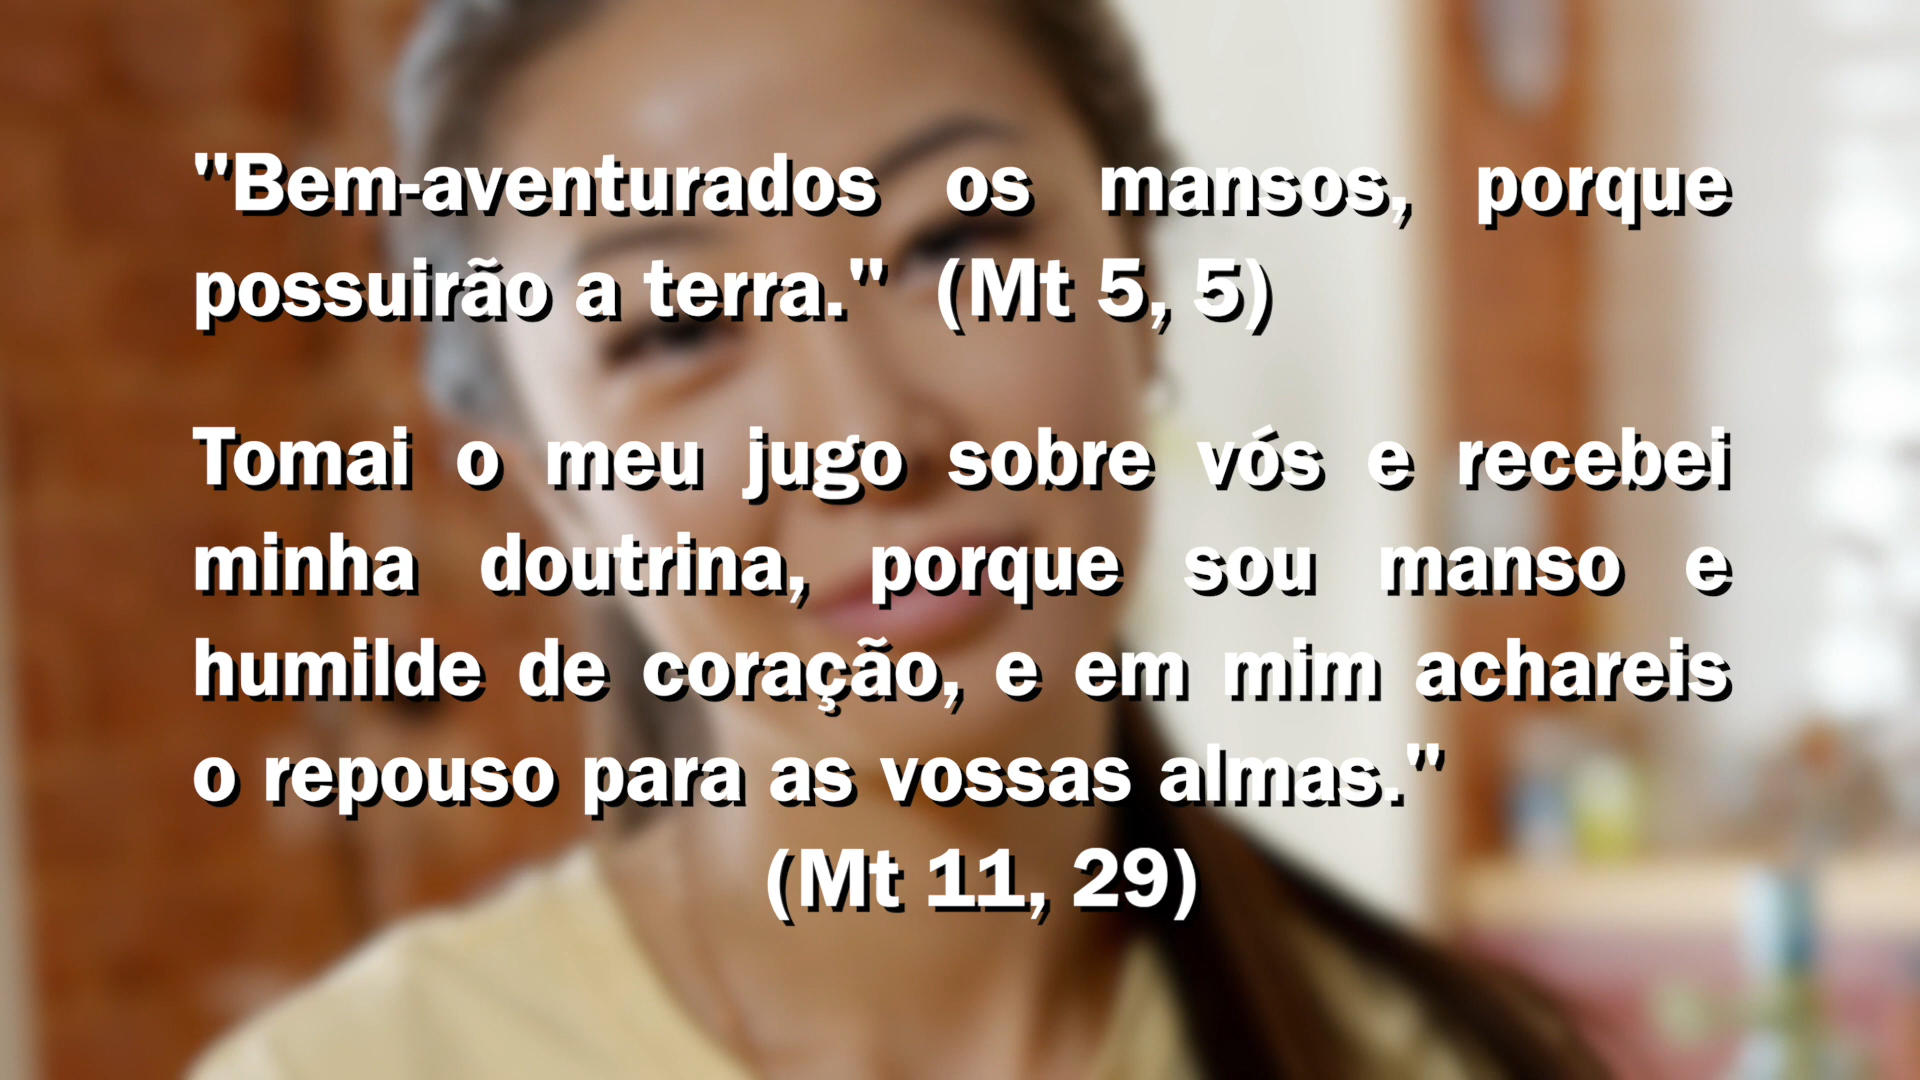 "Bem-aventurados os mansos, porque
possuirão a terra." (Mt 5, 5)
Tomai o meu jugo sobre vós e recebei
minha doutrina, porque sou manso e
humilde de coração, e em mim achareis
o repouso para as vossas almas."
(Mt 11, 29)